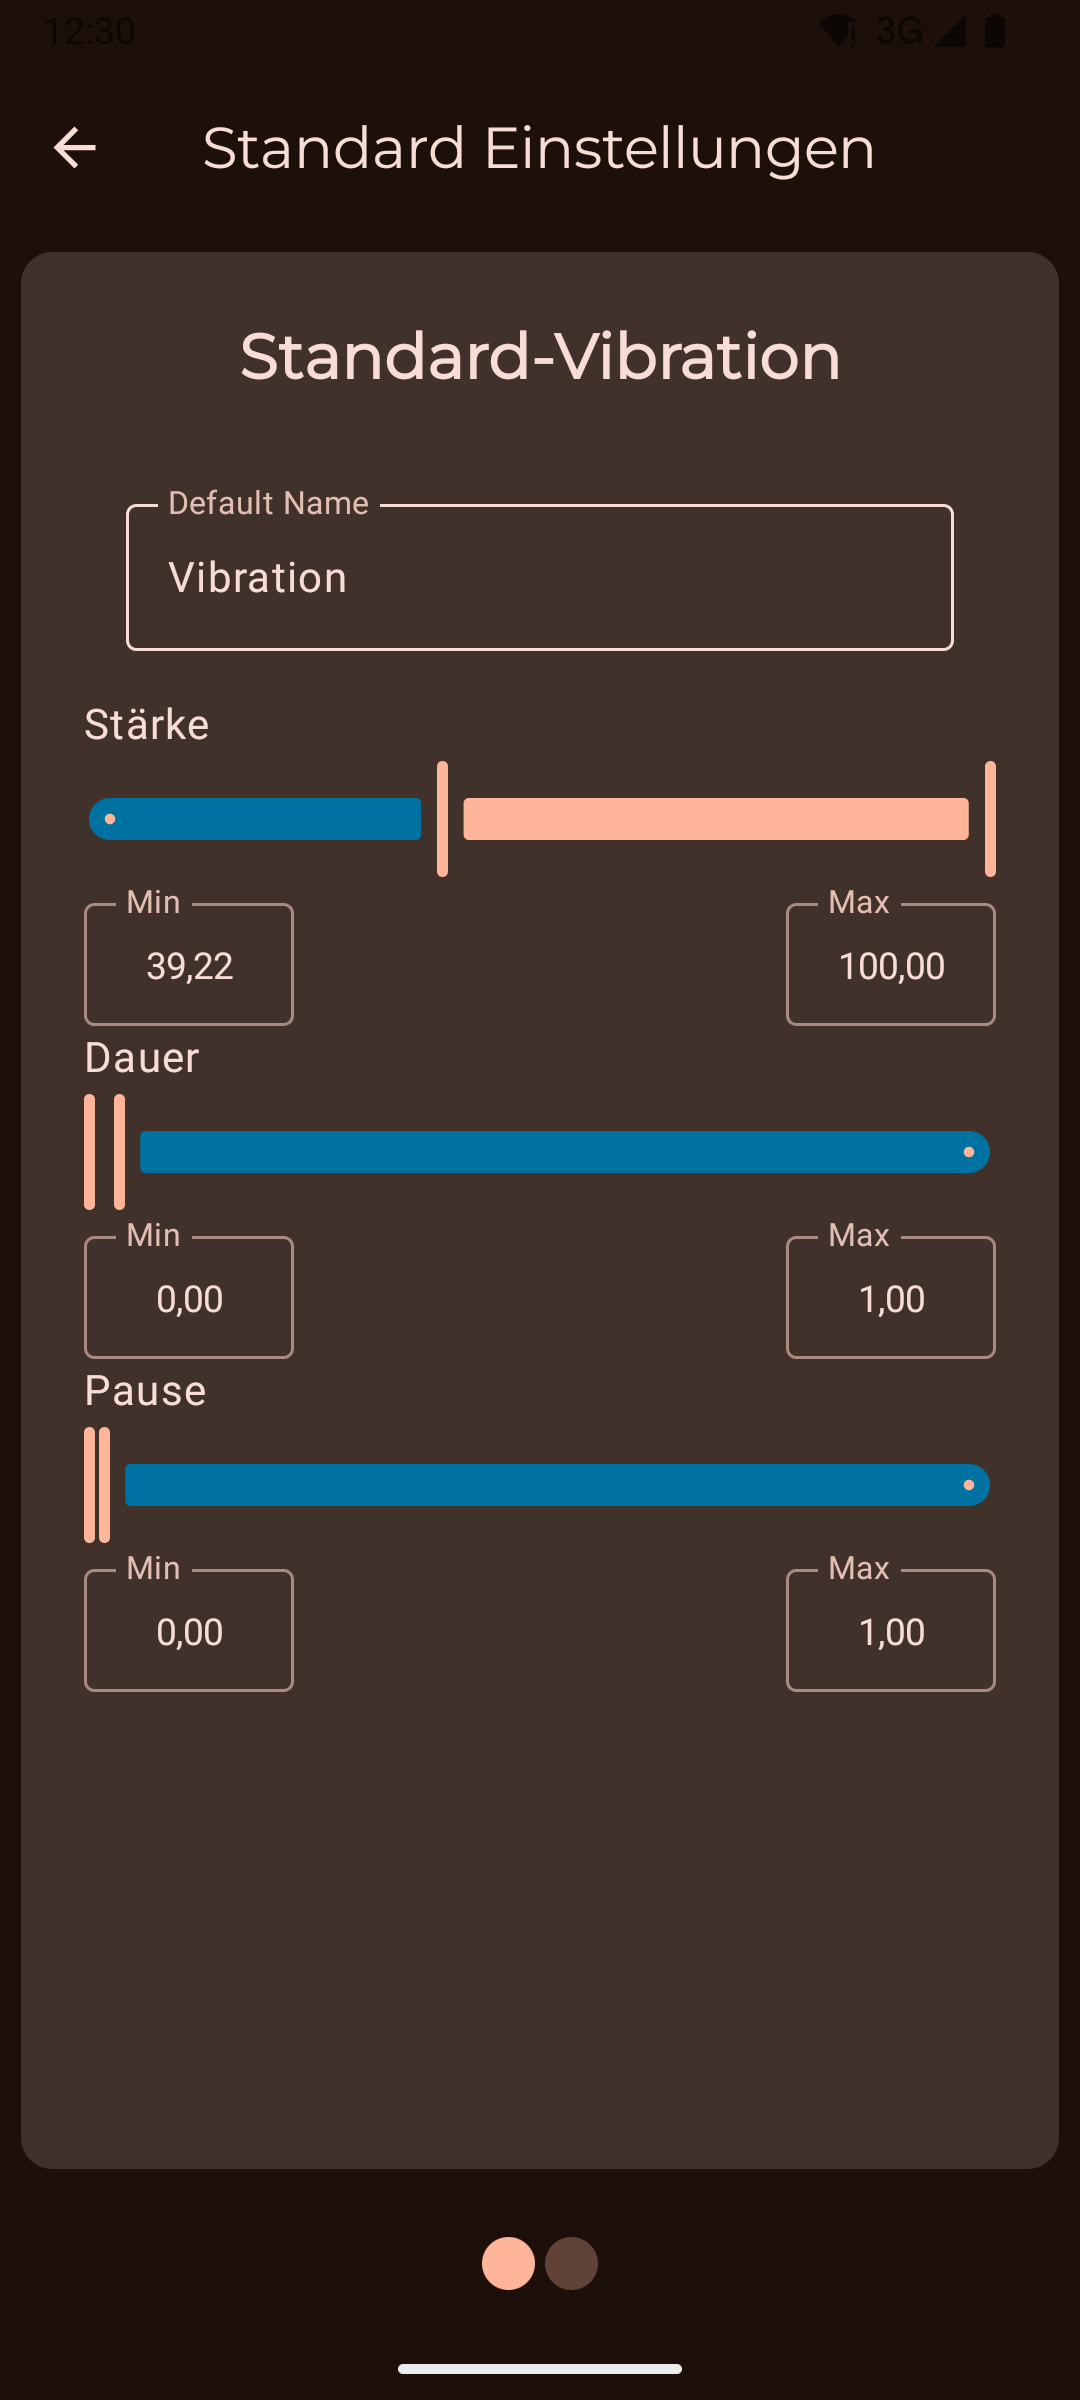 12:30 3G
Standard Einstellungen
Standard-Vibration
Default Name
Vibration
Stärke
Min Max
39,22 100,00
Dauer
Min Max
0,00 1,00
Pause
Min Max
0,00 1,00